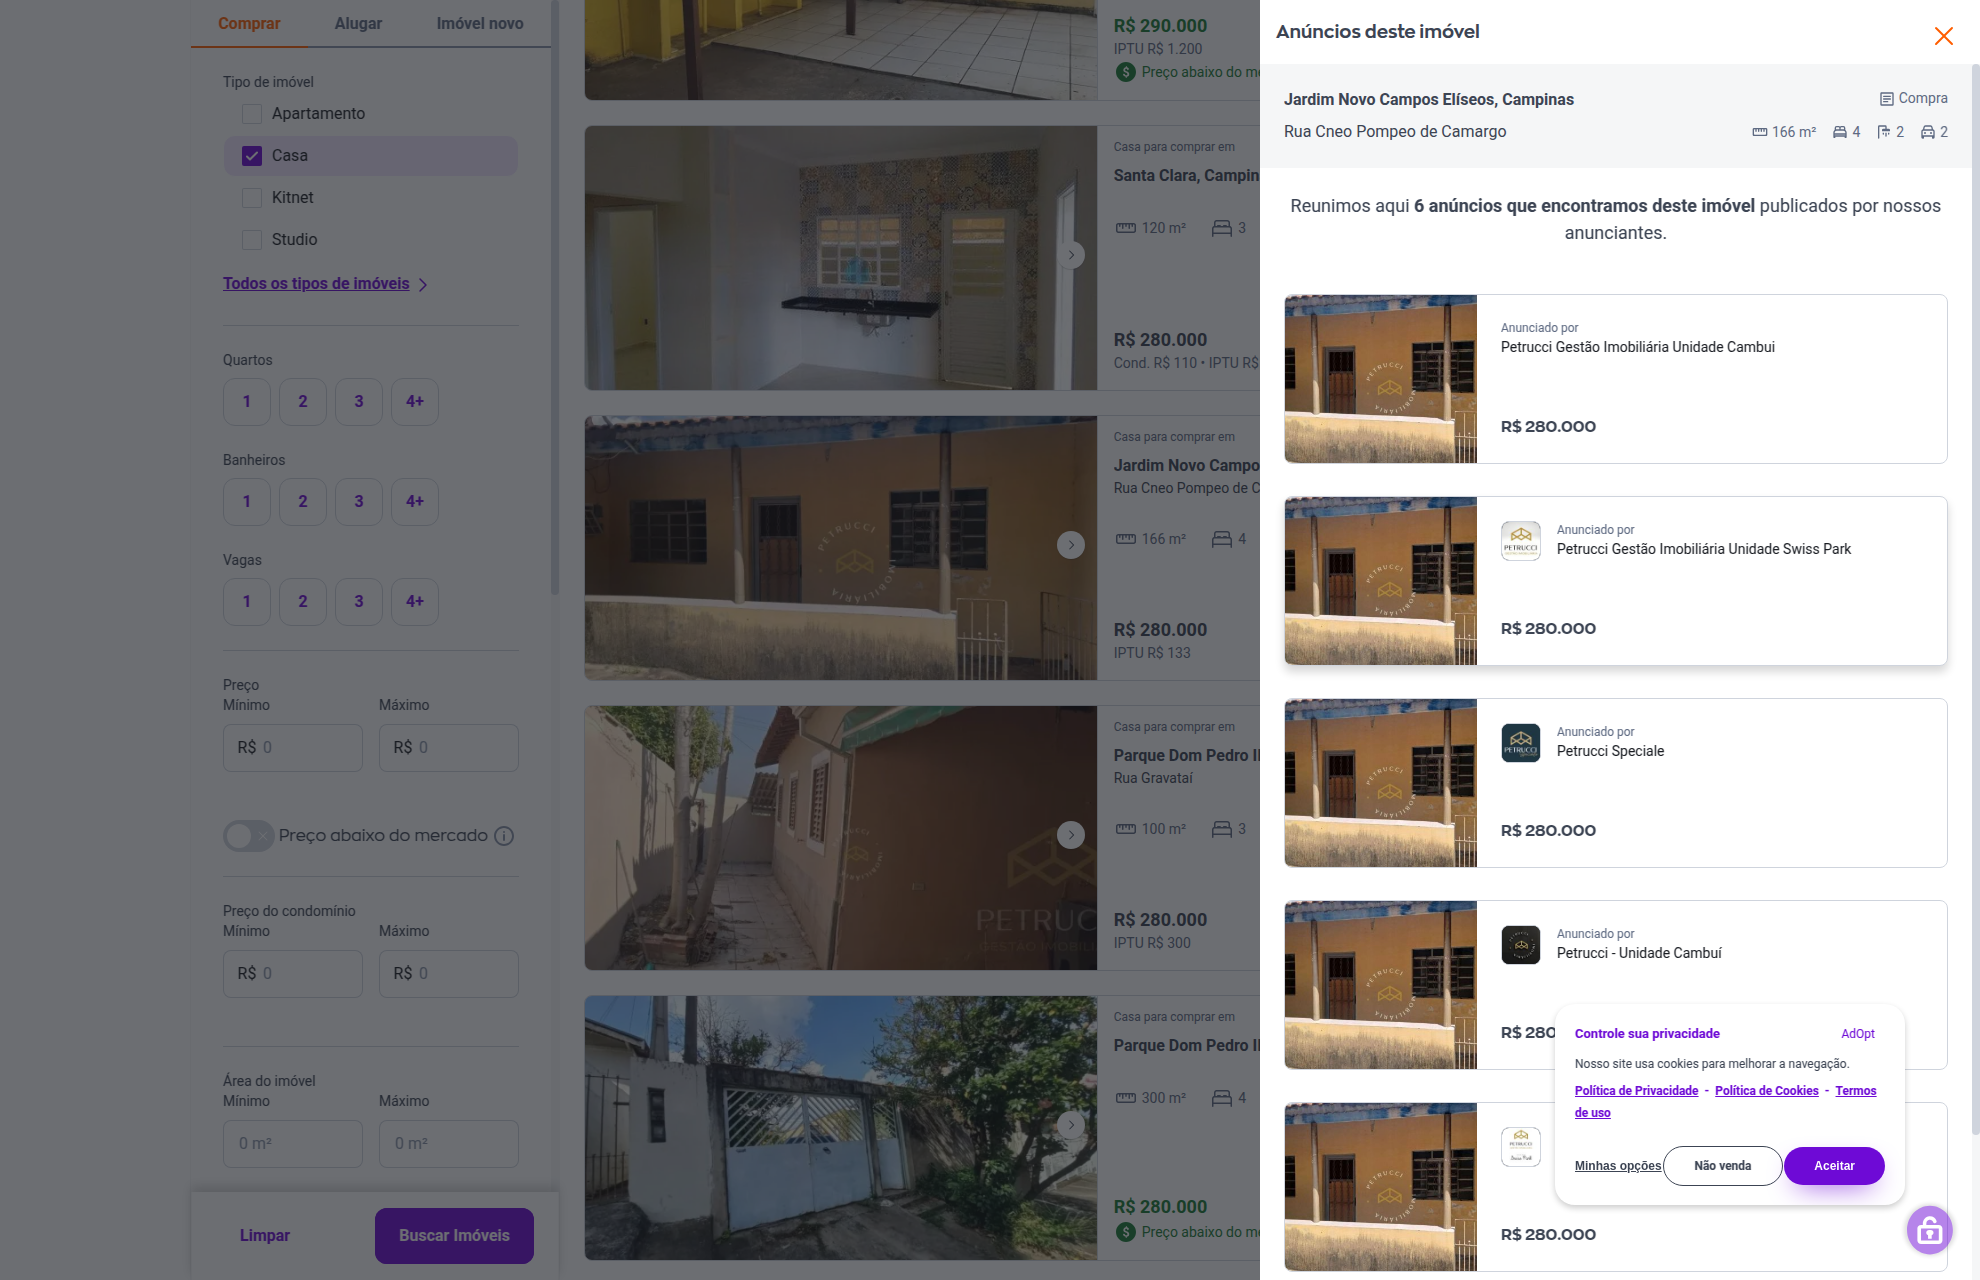 Comprar
Alugar
Imóvel novo
Tipo de imóvel
Apartamento
Casa
Kitnet
Studio
Todos os tipos de imóveis
Quartos
1 2 3 4+
Banheiros
1 2 3 4+
Vagas
1 2 3 4+
Preço
Mínimo Máximo
R$ 0 R$ 0
Preço abaixo do mercado
Preço do condomínio
Mínimo Máximo
R$ 0 R$ 0
Área do imóvel
Mínimo Máximo
0 m² 0 m²
Limpar
Buscar Imóveis
R$ 290.000
IPTU R$ 1.200
Preço abaixo do me
Casa para comprar em
Santa Clara, Campin
120 m² 3
R$ 280.000
Cond. R$ 110 • IPTU R$
Casa para comprar em
Jardim Novo Campo
Rua Cneo Pompeo de C
166 m² 4
R$ 280.000
IPTU R$ 133
PETRUCCI
IMOBILIÁRIA
Casa para comprar em
Parque Dom Pedro II
Rua Gravataí
100 m² 3
R$ 280.000
IPTU R$ 300
PETRUC
GESTÃO IMOBILI
Casa para comprar em
Parque Dom Pedro II
300 m² 4
R$ 280.000
Preço abaixo do me
Anúncios deste imóvel
Jardim Novo Campos Elíseos, Campinas
Compra
Rua Cneo Pompeo de Camargo
166 m² 4 2 2
Reunimos aqui 6 anúncios que encontramos deste imóvel publicados por nossos
anunciantes.
Anunciado por
Petrucci Gestão Imobiliária Unidade Cambui
R$ 280.000
Anunciado por
Petrucci Gestão Imobiliária Unidade Swiss Park
R$ 280.000
PETRUCCI
Anunciado por
Petrucci Speciale
R$ 280.000
PETRUCCI
Anunciado por
Petrucci - Unidade Cambuí
R$ 280
R$ 280.000
Controle sua privacidade
AdOpt
Nosso site usa cookies para melhorar a navegação.
Política de Privacidade - Política de Cookies - Termos
de uso
Minhas opções
Não venda
Aceitar